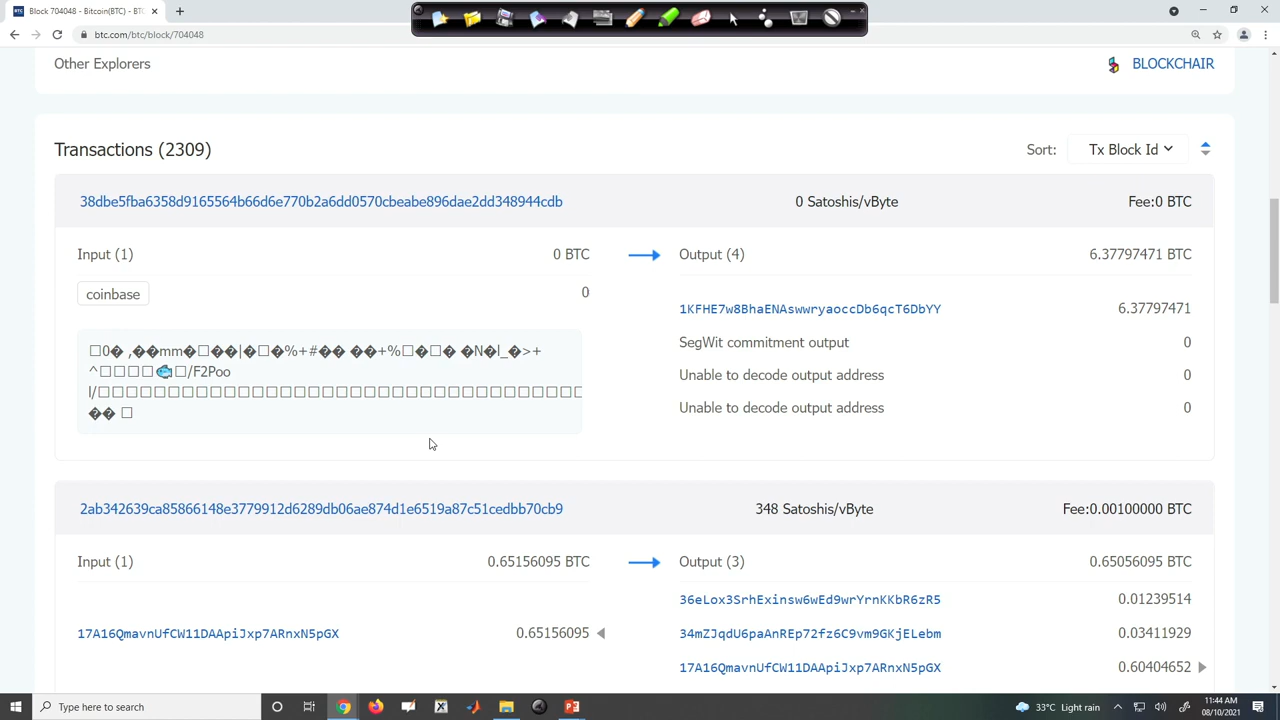 Block 704048 - Bitcoin(BTC) - BTC
btc.com/btc/block/704048
Other Explorers
BLOCKCHAIR
Transactions (2309)
Sort:
Tx Block Id
38dbe5fba6358d9165564b66d6e770b2a6dd0570cbeabe896dae2dd348944cdb
0 Satoshis/vByte
Fee:0 BTC
Input (1)
0 BTC
Output (4)
6.37797471 BTC
coinbase
0
1KFHE7w8BhaENAswwryaoccDb6qcT6DbYY
6.37797471
□0� ,��mm�□��|�□�%+#�� ��+%□�□� �N�l_�>+
^□□□□🐟□/F2Poo
l/□□□□□□□□□□□□□□□□□□□□□□□□□□□□□□□□□□□
�� □
SegWit commitment output
0
Unable to decode output address
0
Unable to decode output address
0
2ab342639ca85866148e3779912d6289db06ae874d1e6519a87c51cedbb70cb9
348 Satoshis/vByte
Fee:0.00100000 BTC
Input (1)
0.65156095 BTC
Output (3)
0.65056095 BTC
17A16QmavnUfCW11DAApiJxp7ARnxN5pGX
0.65156095
36eLox3SrhExinsw6wEd9wrYrnKKbR6zR5
0.01239514
34mZJqdU6paAnREp72fz6C9vm9GKjELebm
0.03411929
17A16QmavnUfCW11DAApiJxp7ARnxN5pGX
0.60404652
Type here to search
33°C Light rain
11:44 AM
08/10/2021